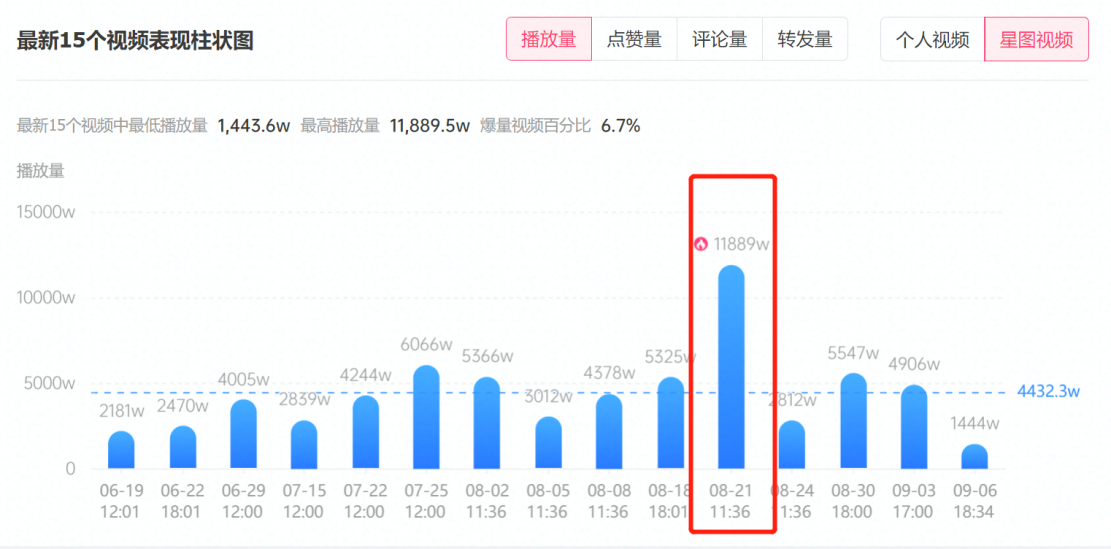 最新15个视频表现柱状图
播放量 点赞量 评论量 转发量 个人视频 星图视频
最新15个视频中最低播放量 1,443.6w 最高播放量 11,889.5w 爆量视频百分比 6.7%
播放量
15000w
11889w
10000w
6066w
5366w
5325w
5547w
4906w
5000w
4005w
4244w
4378w
4432.3w
2181w
2470w
2839w
3012w
2812w
1444w
0
06-19 06-22 06-29 07-15 07-22 07-25 08-02 08-05 08-08 08-18 08-21 08-24 08-30 09-03 09-06
12:01 18:01 12:00 12:00 12:00 12:00 11:36 11:36 11:36 18:01 11:36 11:36 18:00 17:00 18:34